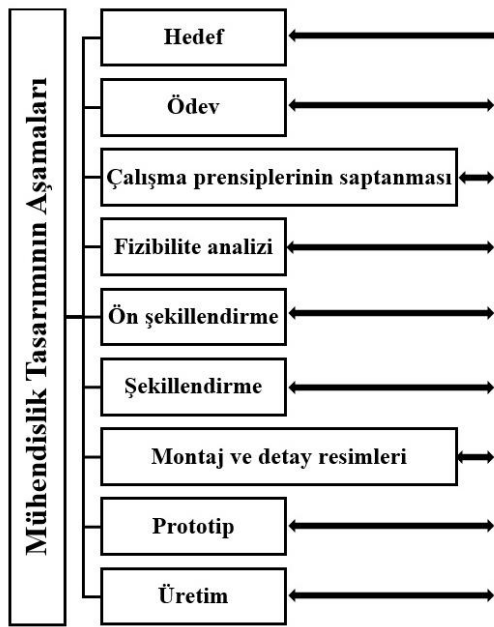 Mühendislik Tasarımının Aşamaları
Hedef
Ödev
Çalışma prensiplerinin saptanması
Fizibilite analizi
Ön şekillendirme
Şekillendirme
Montaj ve detay resimleri
Prototip
Üretim